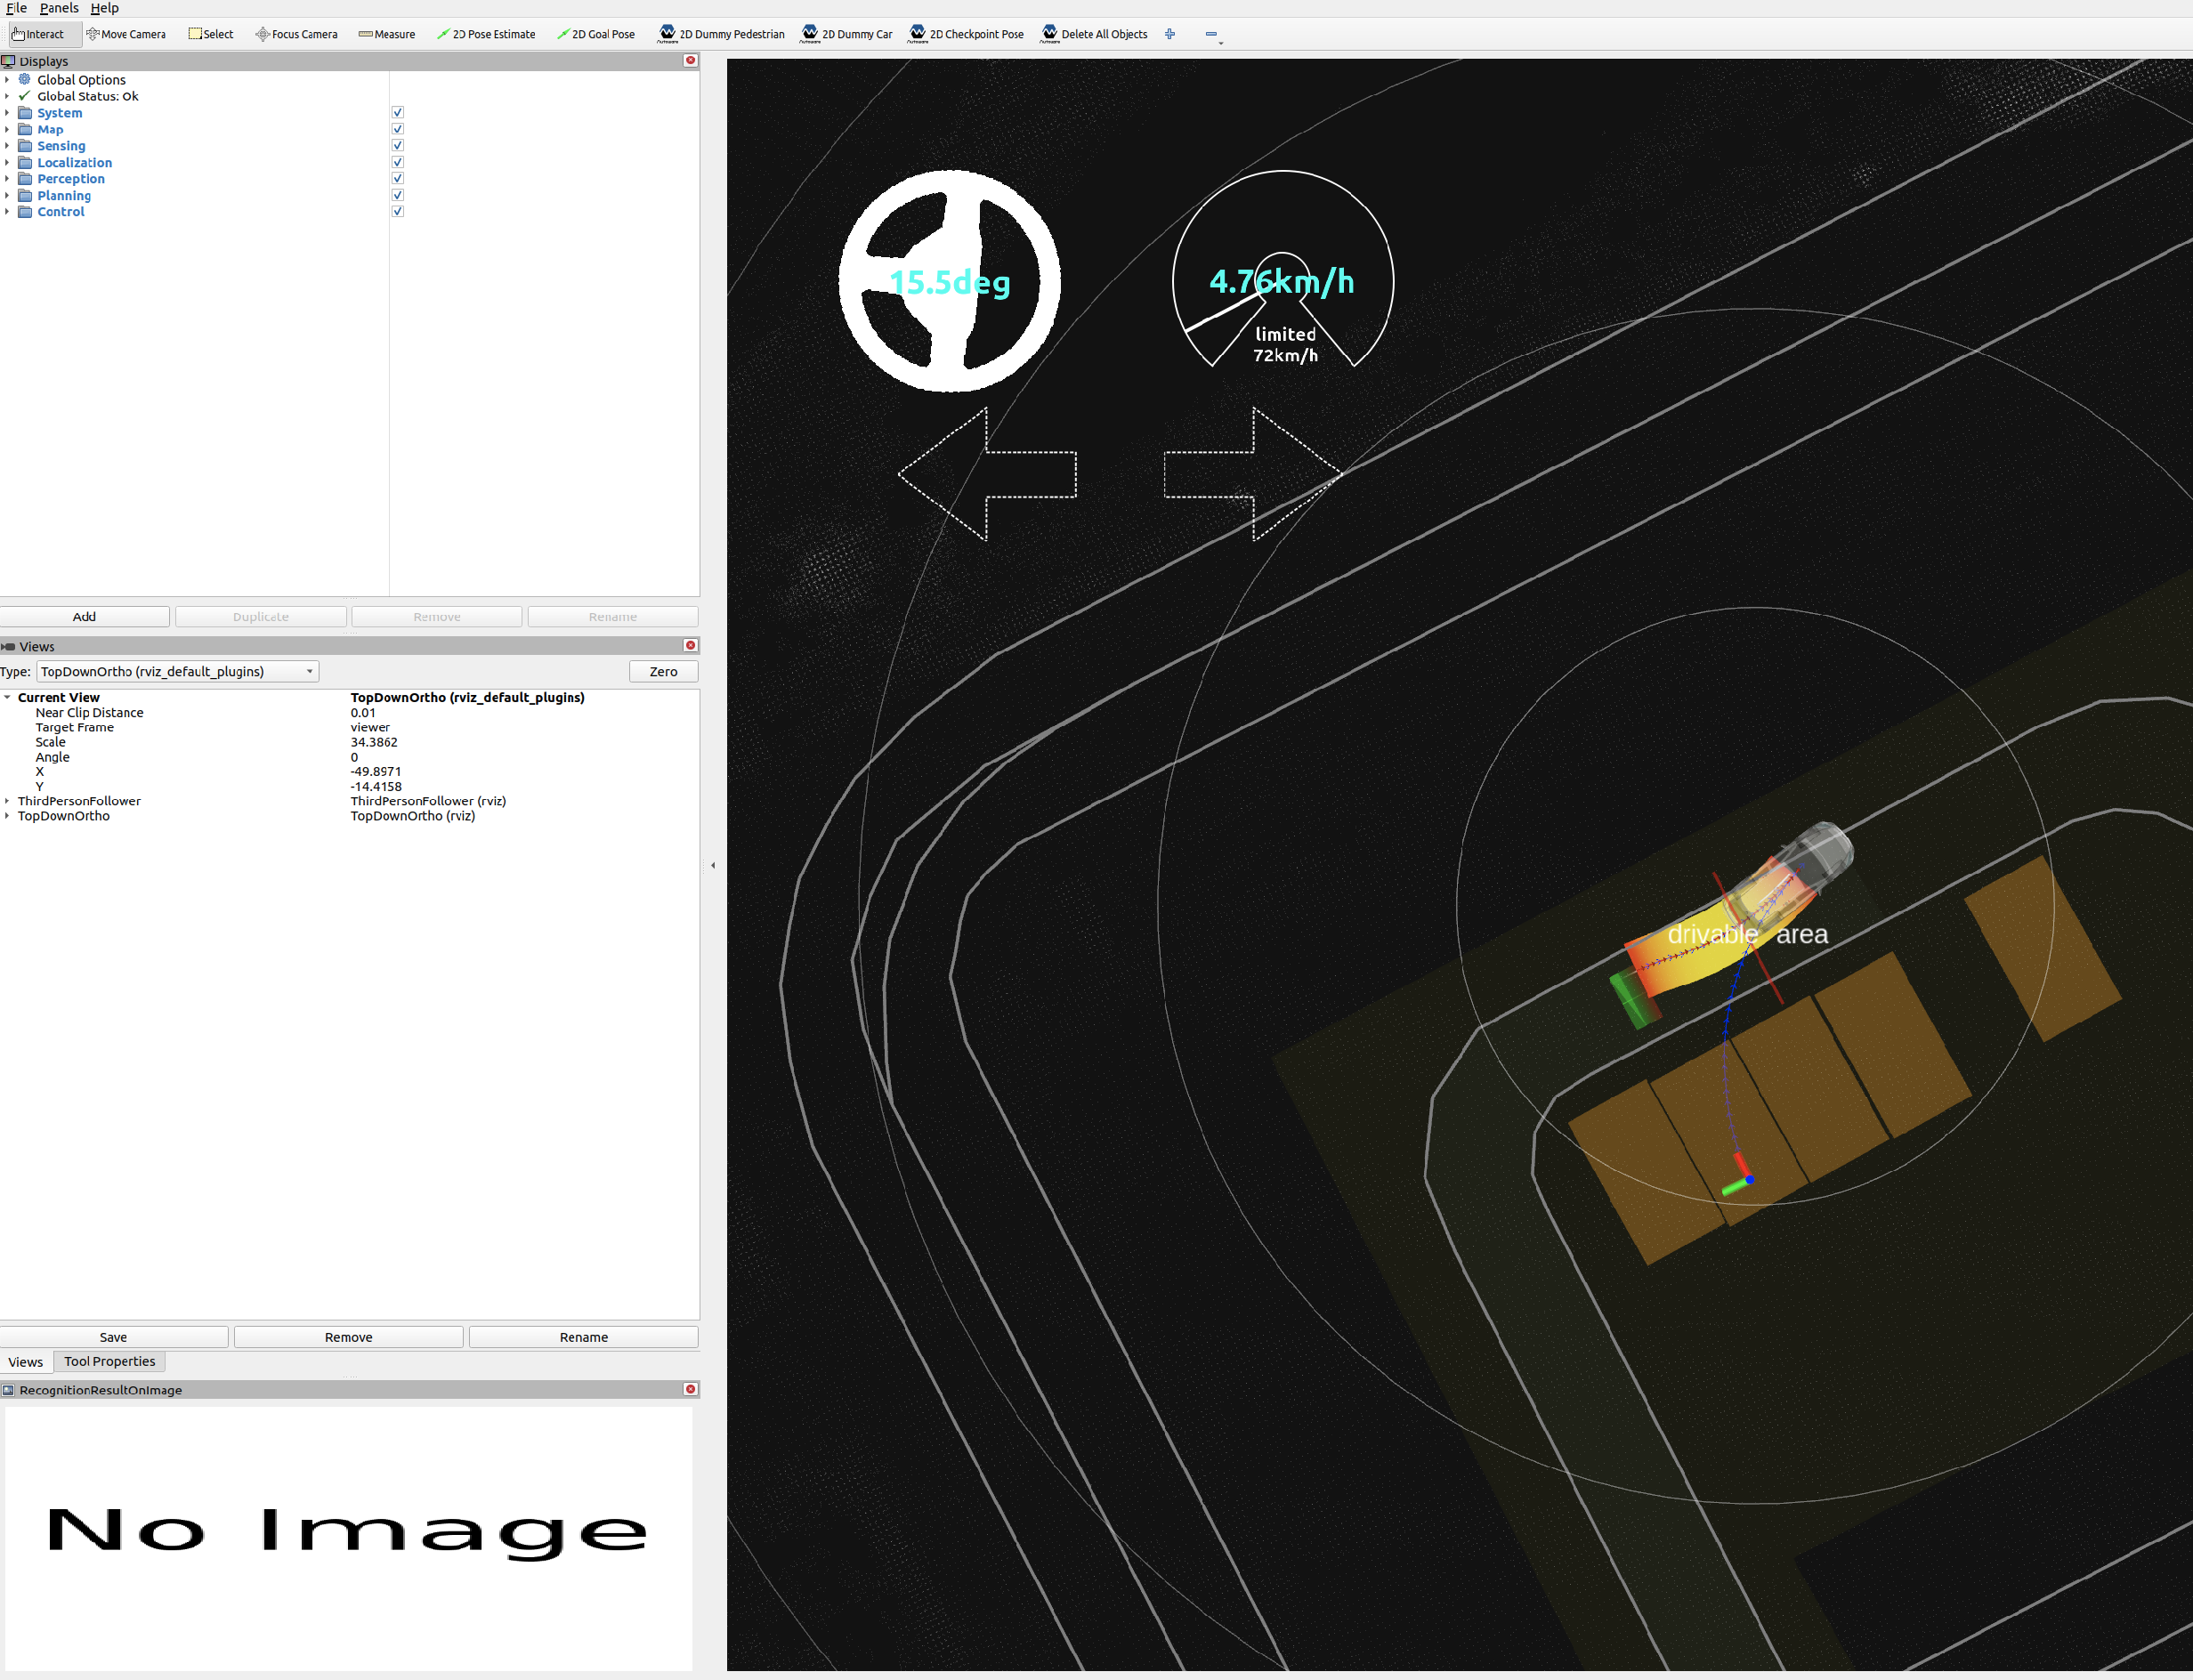 File Panels Help
Interact Move Camera Select Focus Camera Measure 2D Pose Estimate 2D Goal Pose 2D Dummy Pedestrian 2D Dummy Car 2D Checkpoint Pose Delete All Objects
Displays
Global Options
Global Status: Ok
System
Map
Sensing
Localization
Perception
Planning
Control
Add Duplicate Remove Rename
Views
Type: TopDownOrtho (rviz_default_plugins) Zero
Current View TopDownOrtho (rviz_default_plugins)
Near Clip Distance 0.01
Target Frame viewer
Scale 34.3862
Angle 0
X -49.8971
Y -14.4158
ThirdPersonFollower ThirdPersonFollower (rviz)
TopDownOrtho TopDownOrtho (rviz)
Save Remove Rename
Views Tool Properties
RecognitionResultOnImage
No Image
15.5deg
4.76km/h
limited
72km/h
drivable area